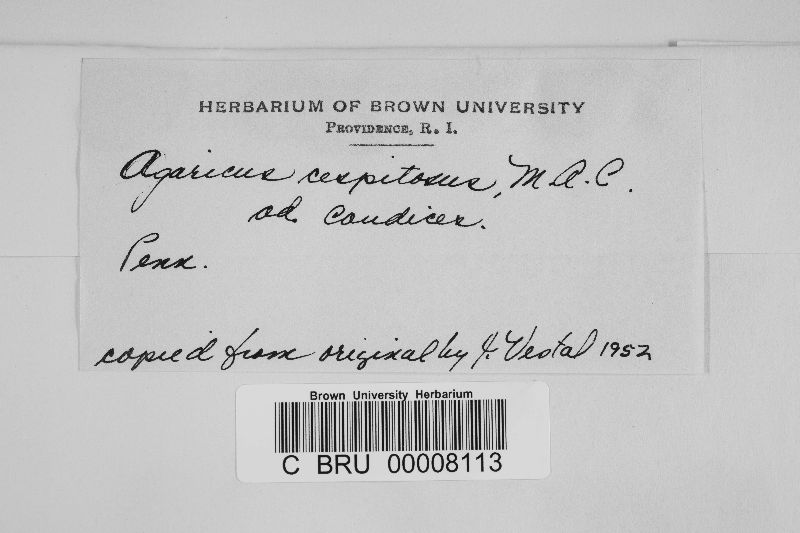 HERBARIUM OF BROWN UNIVERSITY
PROVIDENCE, R. I.
Agaricus cespitosus, M.A.C.
ad caudices.
Penn.
copied from original by J. Vestal 1952
Brown University Herbarium
C BRU 00008113